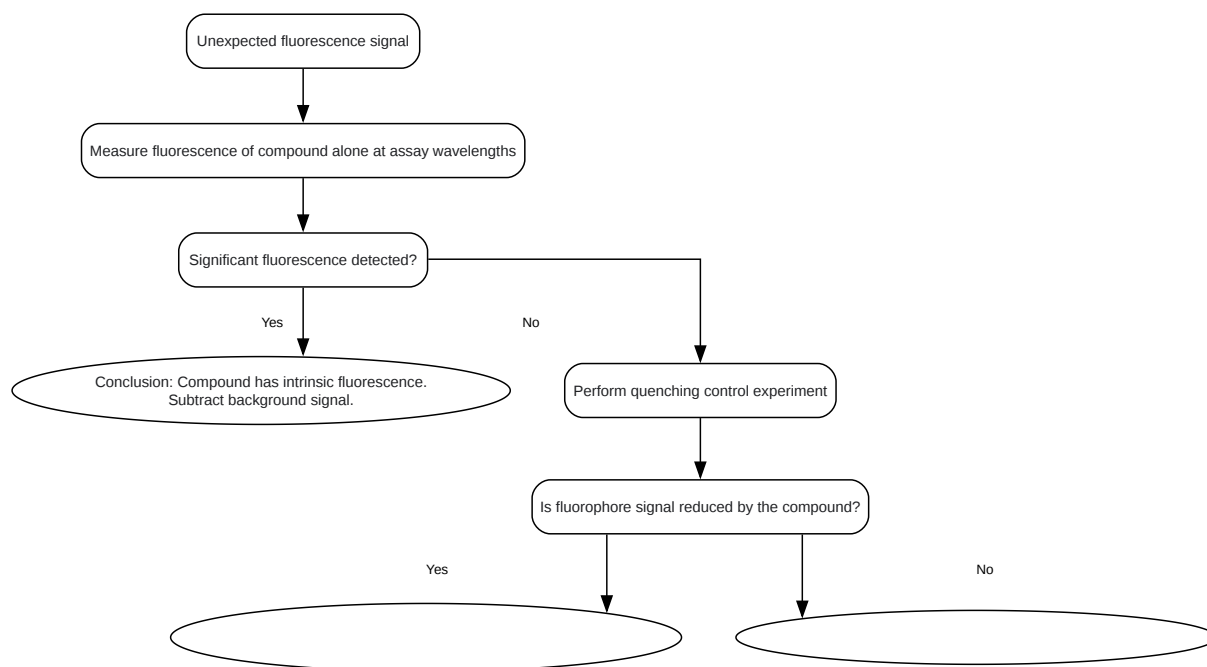 Unexpected fluorescence signal
Measure fluorescence of compound alone at assay wavelengths
Significant fluorescence detected?
Yes
No
Conclusion: Compound has intrinsic fluorescence.
Subtract background signal.
Perform quenching control experiment
Is fluorophore signal reduced by the compound?
Yes
No